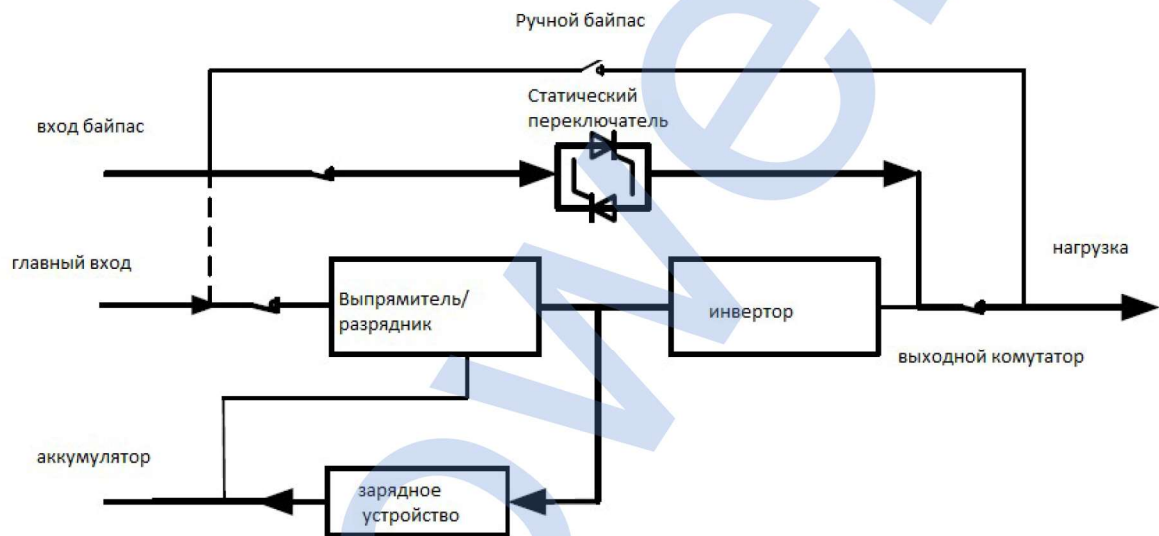 Ручной байпас
Статический
переключатель
вход байпас
главный вход
нагрузка
Выпрямитель/
разрядник
инвертор
выходной комутатор
аккумулятор
зарядное
устройство